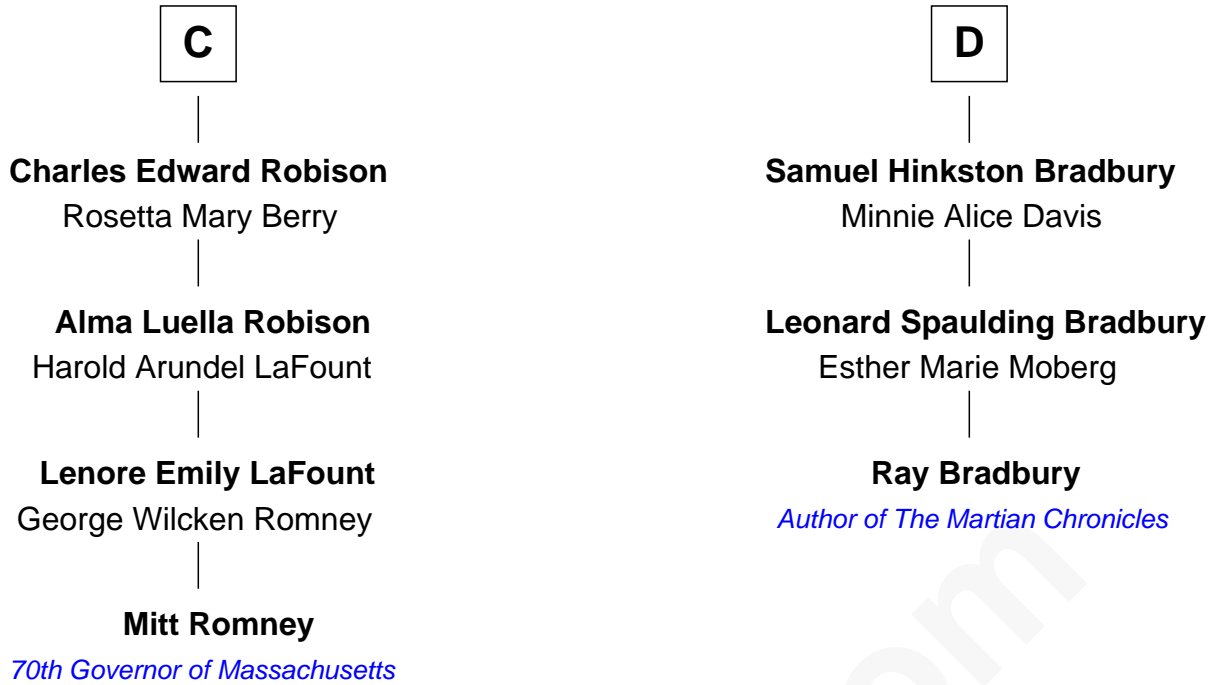 C
Charles Edward Robison
Rosetta Mary Berry
Alma Luella Robison
Harold Arundel LaFount
Lenore Emily LaFount
George Wilcken Romney
Mitt Romney
70th Governor of Massachusetts
D
Samuel Hinkston Bradbury
Minnie Alice Davis
Leonard Spaulding Bradbury
Esther Marie Moberg
Ray Bradbury
Author of The Martian Chronicles
om